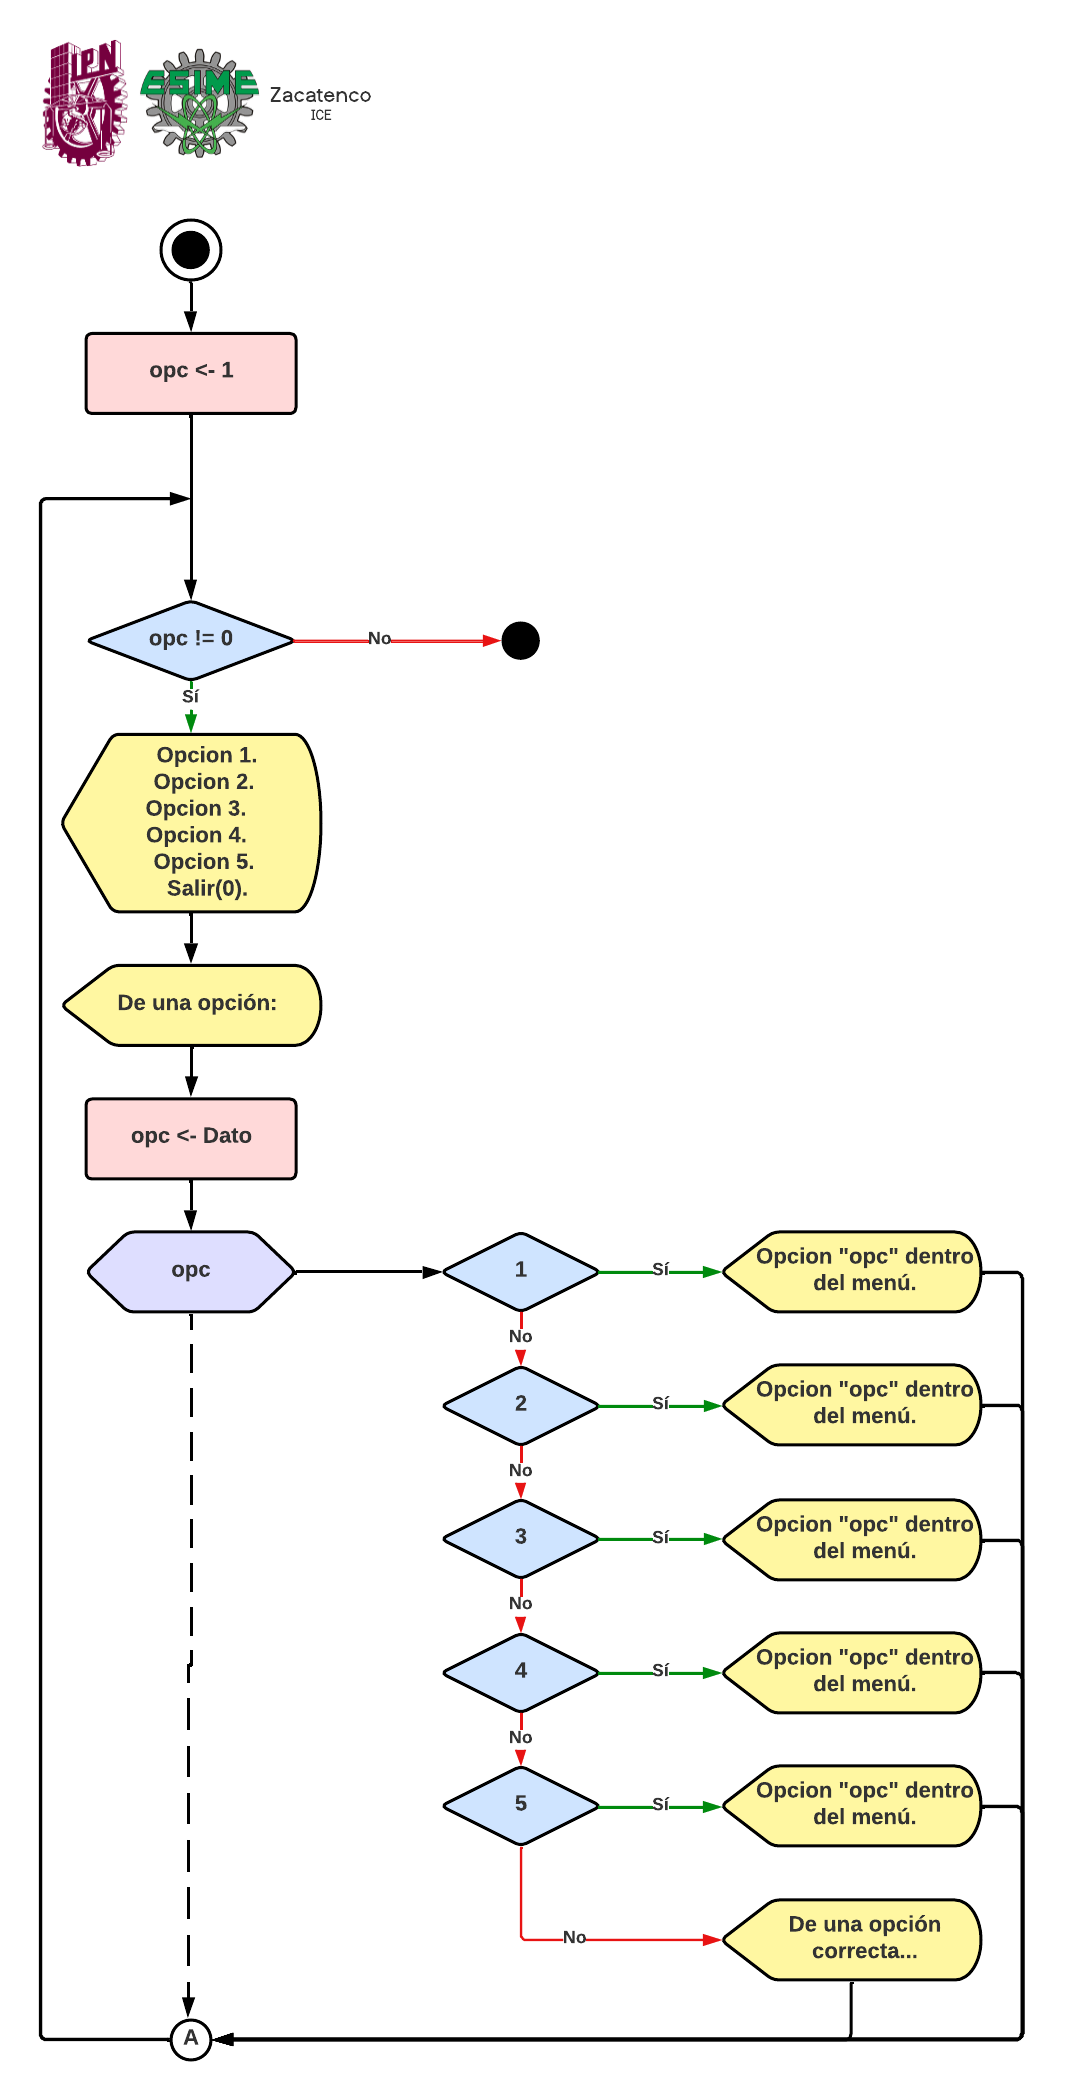 IPN
ESIME
Zacatenco
ICE
opc <- 1
opc != 0
No
Sí
Opcion 1.
Opcion 2.
Opcion 3.
Opcion 4.
Opcion 5.
Salir(0).
De una opción:
opc <- Dato
opc
1
Sí
Opcion "opc" dentro
del menú.
No
2
Sí
Opcion "opc" dentro
del menú.
No
3
Sí
Opcion "opc" dentro
del menú.
No
4
Sí
Opcion "opc" dentro
del menú.
No
5
Sí
Opcion "opc" dentro
del menú.
No
De una opción
correcta...
A